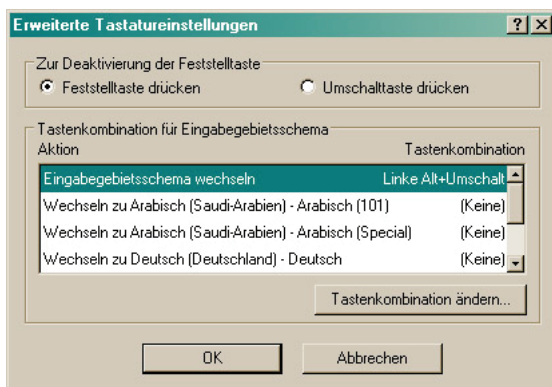 Erweiterte Tastatureinstellungen
Zur Deaktivierung der Feststelltaste
Feststelltaste drücken Umschalttaste drücken
Tastenkombination für Eingabegebietsschema
Aktion Tastenkombination
Eingabegebietsschema wechseln Linke Alt+Umschalt
Wechseln zu Arabisch (Saudi-Arabien) - Arabisch (101) (Keine)
Wechseln zu Arabisch (Saudi-Arabien) - Arabisch (Special) (Keine)
Wechseln zu Deutsch (Deutschland) - Deutsch (Keine)
Tastenkombination ändern...
OK Abbrechen